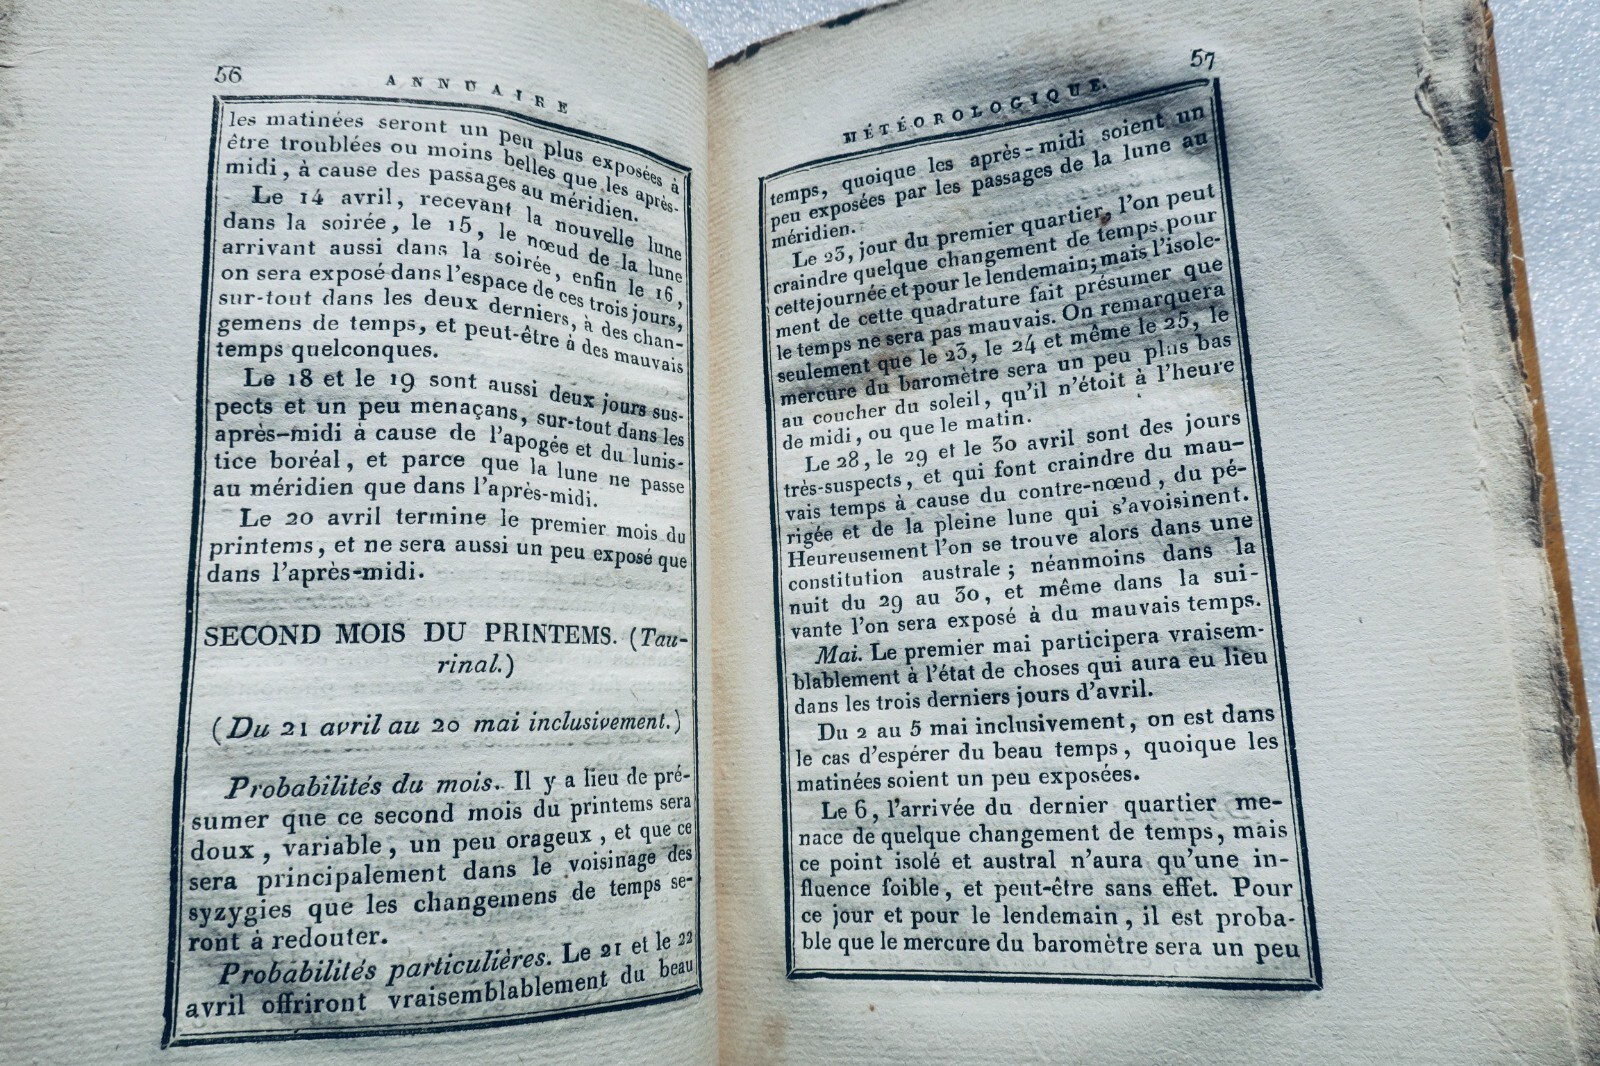 56
ANNUAIRE
les matinées seront un peu plus exposées à
être troublées ou moins belles que les après-
midi, à cause des passages au méridien.
Le 14 avril, recevant la nouvelle lune
dans la soirée, le 15, le nœud de la lune
arrivant aussi dans la soirée, enfin le 16,
on sera exposé dans l'espace de ces trois jours,
sur-tout dans les deux derniers, à des chan-
gemens de temps, et peut-être à des mauvais
temps quelconques.
Le 18 et le 19 sont aussi deux jours sus-
pects et un peu menaçans, sur-tout dans les
après-midi à cause de l'apogée et du lunis-
tice boréal, et parce que la lune ne passe
au méridien que dans l'après-midi.
Le 20 avril termine le premier mois du
printems, et ne sera aussi un peu exposé que
dans l'après-midi.
SECOND MOIS DU PRINTEMS. (Tau-
rinal.)
(Du 21 avril au 20 mai inclusivement.)
Probabilités du mois. Il y a lieu de pré-
sumer que ce second mois du printems sera
doux, variable, un peu orageux, et que ce
sera principalement dans le voisinage des
syzygies que les changemens de temps se-
ront à redouter.
Probabilités particulières. Le 21 et le 22
avril offriront vraisemblablement du beau
57
MÉTÉOROLOGIQUE.
temps, quoique les après-midi soient un
peu exposées par les passages de la lune au
méridien.
Le 23, jour du premier quartier, l'on peut
craindre quelque changement de temps pour
cette journée et pour le lendemain; mais l'isole-
ment de cette quadrature fait présumer que
le temps ne sera pas mauvais. On remarquera
seulement que le 23, le 24 et même le 25, le
mercure du baromètre sera un peu plus bas
au coucher du soleil, qu'il n'étoit à l'heure
de midi, ou que le matin.
Le 28, le 29 et le 30 avril sont des jours
très-suspects, et qui font craindre du mau-
vais temps à cause du contre-nœud, du pé-
rigée et de la pleine lune qui s'avoisinent.
Heureusement l'on se trouve alors dans une
constitution australe; néanmoins dans la
nuit du 29 au 30, et même dans la sui-
vante l'on sera exposé à du mauvais temps.
Mai. Le premier mai participera vraisem-
blablement à l'état de choses qui aura eu lieu
dans les trois derniers jours d'avril.
Du 2 au 5 mai inclusivement, on est dans
le cas d'espérer du beau temps, quoique les
matinées soient un peu exposées.
Le 6, l'arrivée du dernier quartier me-
nace de quelque changement de temps, mais
ce point isolé et austral n'aura qu'une in-
fluence foible, et peut-être sans effet. Pour
ce jour et pour le lendemain, il est proba-
ble que le mercure du baromètre sera un peu